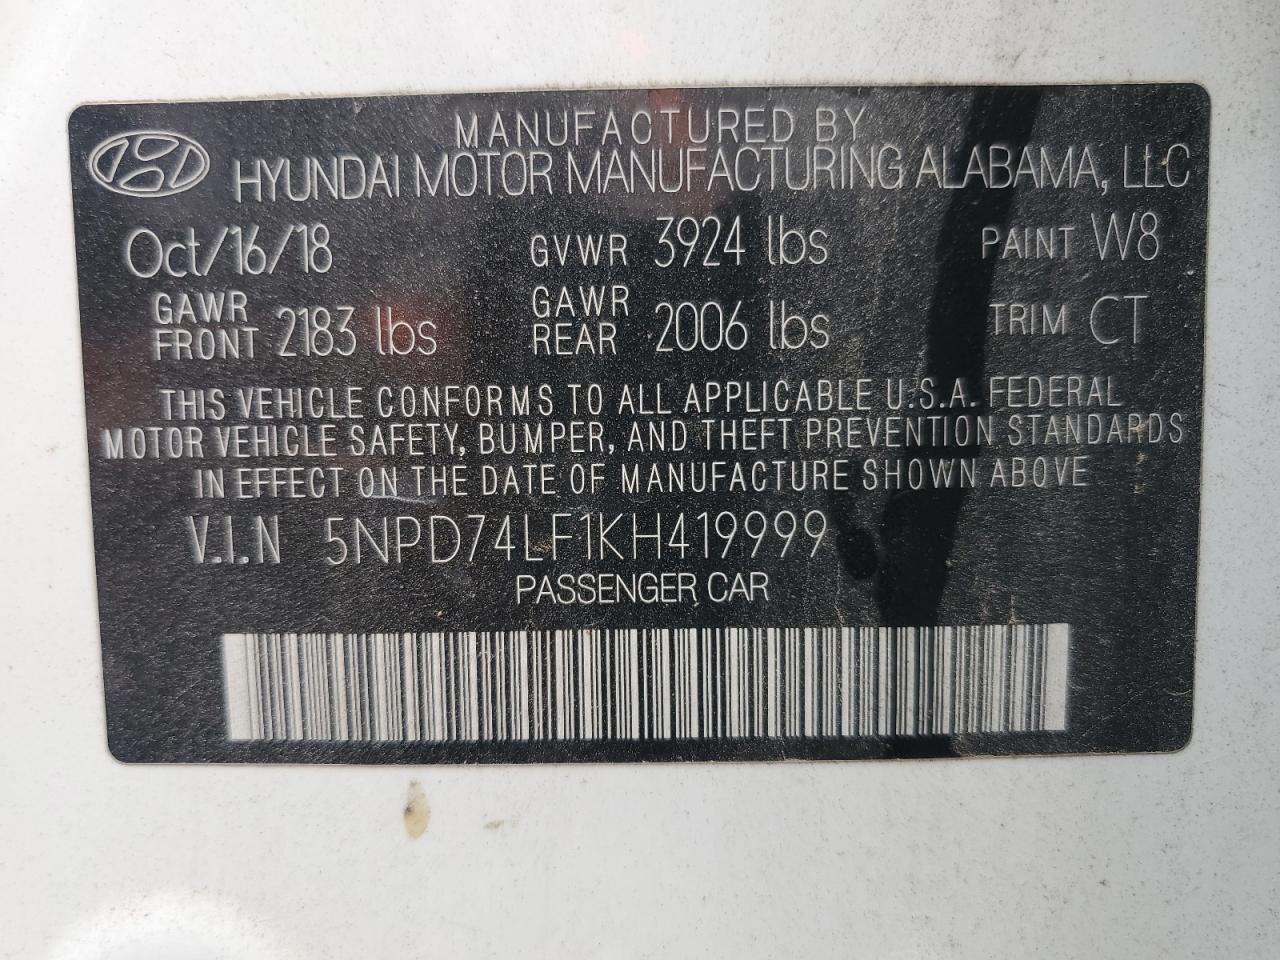 MANUFACTURED BY
HYUNDAI MOTOR MANUFACTURING ALABAMA, LLC
Oct/16/18 GVWR 3924 lbs PAINT W8
GAWR FRONT 2183 lbs GAWR REAR 2006 lbs TRIM CT
THIS VEHICLE CONFORMS TO ALL APPLICABLE U.S.A. FEDERAL
MOTOR VEHICLE SAFETY, BUMPER, AND THEFT PREVENTION STANDARDS
IN EFFECT ON THE DATE OF MANUFACTURE SHOWN ABOVE
V.I.N 5NPD74LF1KH419999
PASSENGER CAR